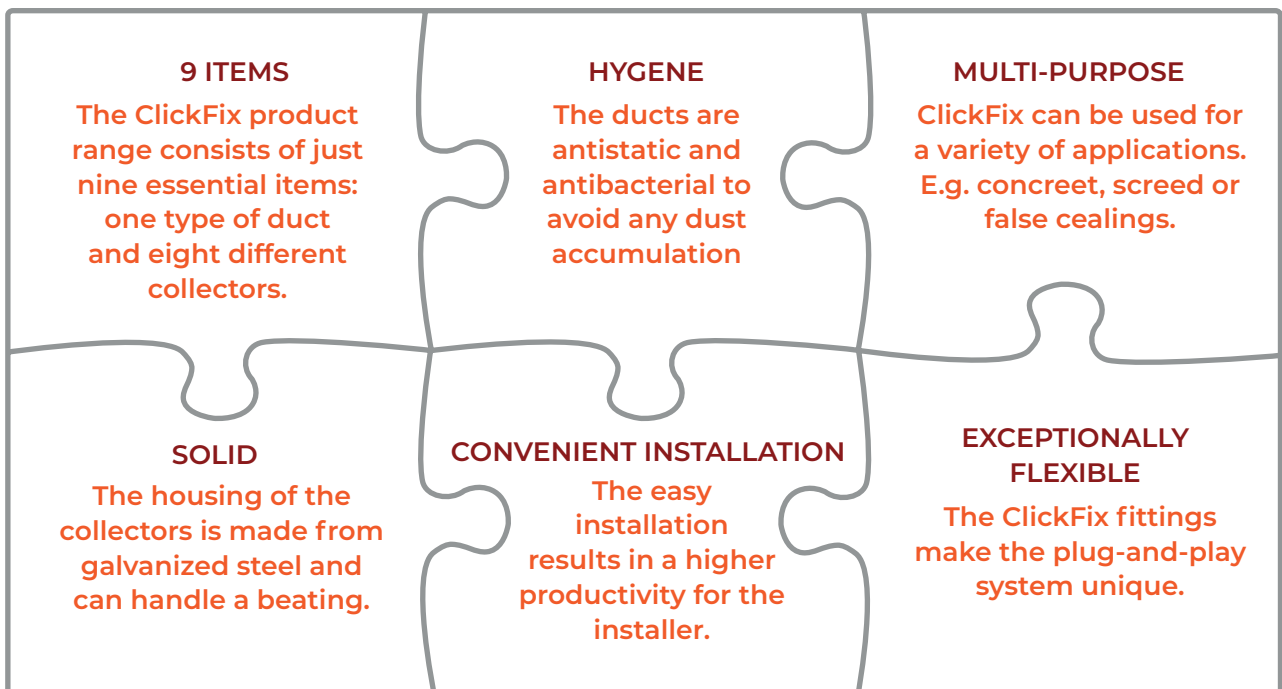 9 ITEMS
The ClickFix product
range consists of just
nine essential items:
one type of duct
and eight different
collectors.
HYGENE
The ducts are
antistatic and
antibacterial to
avoid any dust
accumulation
MULTI-PURPOSE
ClickFix can be used for
a variety of applications.
E.g. concreet, screed or
false cealings.
SOLID
The housing of the
collectors is made from
galvanized steel and
can handle a beating.
CONVENIENT INSTALLATION
The easy
installation
results in a higher
productivity for the
installer.
EXCEPTIONALLY
FLEXIBLE
The ClickFix fittings
make the plug-and-play
system unique.